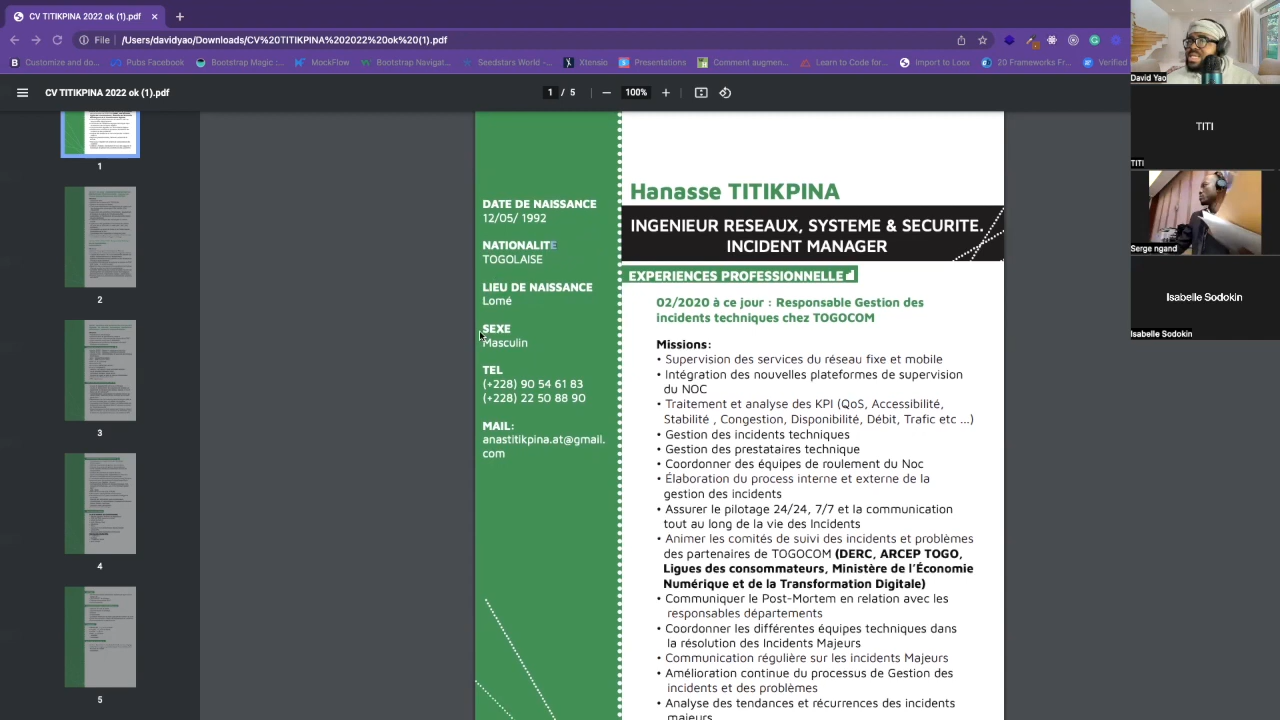 CV TITIKPINA 2022 ok (1).pdf
File
/Users/davidyao/Downloads/CV%20TITIKPINA%202022%20ok%20(1).pdf
Customize and do...
Pubs Facebook
Bootstrap Magic :...
MockFlow
Bootstrap Navigat...
Seedstars World -...
Xtensio
Presentations
Comment augmen...
Learn to Code for...
Import to Loox
20 Frameworks Fr...
Verified
CV TITIKPINA 2022 ok (1).pdf
1 / 5
100%
1
2
3
4
5
DATE DE NAISSANCE
12/05/ 1992
NATIONALITE
TOGOLAISE
LIEU DE NAISSANCE
Lomé
SEXE
Masculin
TEL
(+228) 90 54 61 83
(+228) 22 50 88 90
MAIL:
anastitikpina.at@gmail.
com
Hanasse TITIKPINA
INGENIEUR RESEAUX, SYSTEME & SECURITE.
INCIDENT MANAGER
EXPERIENCES PROFESSIONNELLE
02/2020 à ce jour : Responsable Gestion des
incidents techniques chez TOGOCOM
Missions:
• Supervision des services du réseau fixe et mobile
• Intégration des nouvelles plateformes de supervision
du NOC
• Traitement et analyse des KPI (QoS, Accessibilité,
Stabilité , Congestion, Disponibilité, Débit, Trafic etc ...)
• Gestion des incidents techniques
• Gestion des prestataires technique
• Coordonner des équipes de roulement du Noc
• Élaboration du process interne et externe de la
gestion des incidents
• Assurer le pilotage 24/24, 7/7 et la communication
tout au long de la vie des Incidents
• Animer les comités de suivi des incidents et problèmes
des partenaires de TOGOCOM (DERC, ARCEP TOGO,
Ligues des consommateurs, Ministère de l'Économie
Numérique et de la Transformation Digitale)
• Communiquer le Post-Mortem en relation avec les
responsables départements
• Coordonner les différentes équipes techniques dans
la résolution des Incidents Majeurs
• Communication régulière sur les incidents Majeurs
• Amélioration continue du processus de Gestion des
incidents et des problèmes
• Analyse des tendances et récurrences des incidents
majeurs
David Yao
TITI
TITI
Serge ngand
Isabelle Sodokin
Isabelle Sodokin